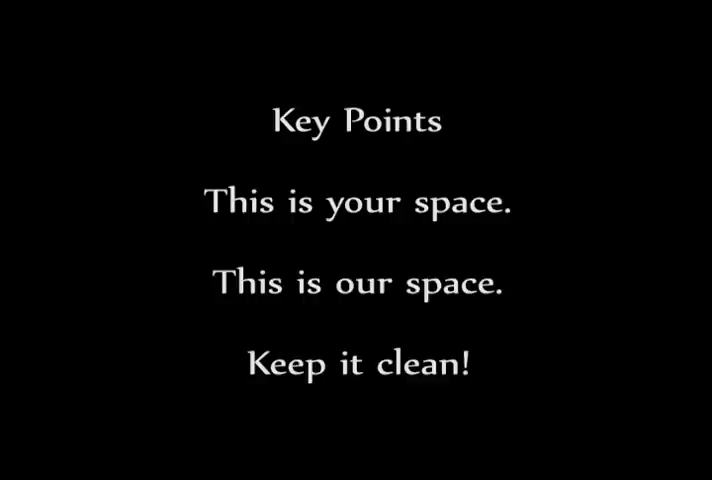 Key Points
This is your space.
This is our space.
Keep it clean!